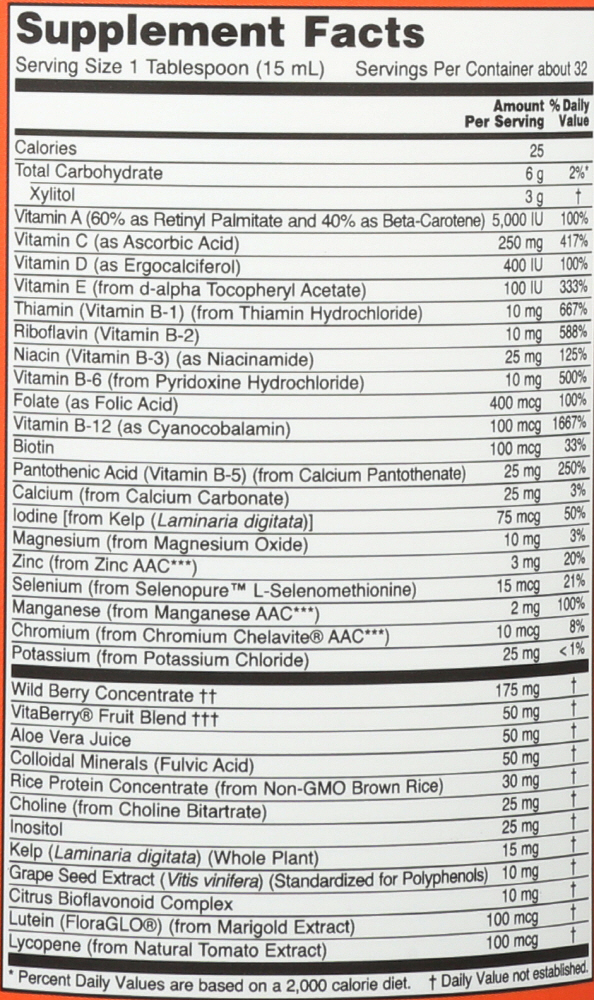 Supplement Facts
Serving Size 1 Tablespoon (15 mL) Servings Per Container about 32
Amount % Daily
Per Serving Value
Calories 25
Total Carbohydrate 6 g 2%*
Xylitol 3 g †
Vitamin A (60% as Retinyl Palmitate and 40% as Beta-Carotene) 5,000 IU 100%
Vitamin C (as Ascorbic Acid) 250 mg 417%
Vitamin D (as Ergocalciferol) 400 IU 100%
Vitamin E (from d-alpha Tocopheryl Acetate) 100 IU 333%
Thiamin (Vitamin B-1) (from Thiamin Hydrochloride) 10 mg 667%
Riboflavin (Vitamin B-2) 10 mg 588%
Niacin (Vitamin B-3) (as Niacinamide) 25 mg 125%
Vitamin B-6 (from Pyridoxine Hydrochloride) 10 mg 500%
Folate (as Folic Acid) 400 mcg 100%
Vitamin B-12 (as Cyanocobalamin) 100 mcg 1667%
Biotin 100 mcg 33%
Pantothenic Acid (Vitamin B-5) (from Calcium Pantothenate) 25 mg 250%
Calcium (from Calcium Carbonate) 25 mg 3%
Iodine [from Kelp (Laminaria digitata)] 75 mcg 50%
Magnesium (from Magnesium Oxide) 10 mg 3%
Zinc (from Zinc AAC***) 3 mg 20%
Selenium (from Selenopure™ L-Selenomethionine) 15 mcg 21%
Manganese (from Manganese AAC***) 2 mg 100%
Chromium (from Chromium Chelavite® AAC***) 10 mcg 8%
Potassium (from Potassium Chloride) 25 mg <1%
Wild Berry Concentrate †† 175 mg †
VitaBerry® Fruit Blend ††† 50 mg †
Aloe Vera Juice 50 mg †
Colloidal Minerals (Fulvic Acid) 50 mg †
Rice Protein Concentrate (from Non-GMO Brown Rice) 30 mg †
Choline (from Choline Bitartrate) 25 mg †
Inositol 25 mg †
Kelp (Laminaria digitata) (Whole Plant) 15 mg †
Grape Seed Extract (Vitis vinifera) (Standardized for Polyphenols) 10 mg †
Citrus Bioflavonoid Complex 10 mg †
Lutein (FloraGLO®) (from Marigold Extract) 100 mcg †
Lycopene (from Natural Tomato Extract) 100 mcg †
* Percent Daily Values are based on a 2,000 calorie diet. † Daily Value not established.